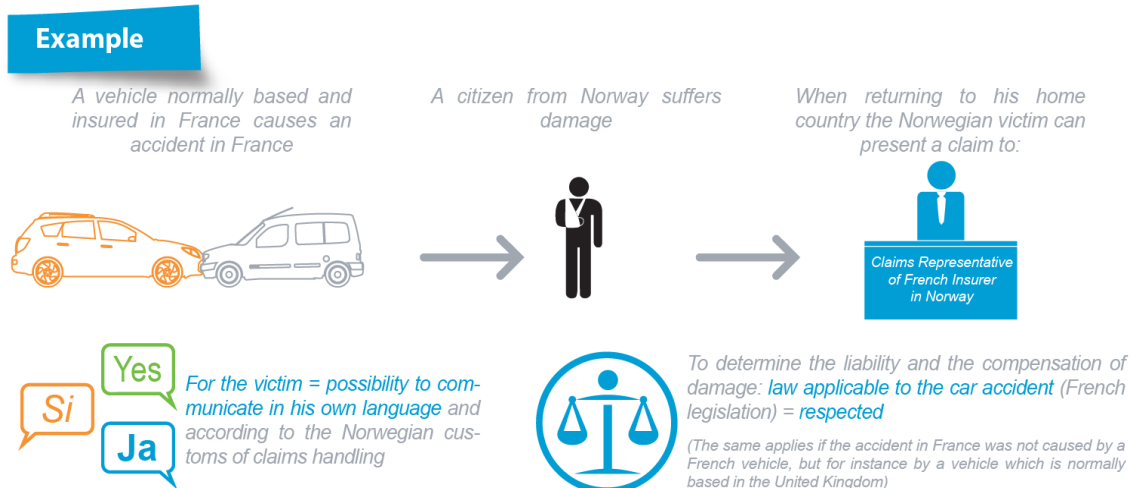 Example
A vehicle normally based and
insured in France causes an
accident in France
A citizen from Norway suffers
damage
When returning to his home
country the Norwegian victim can
present a claim to:
Claims Representative
of French Insurer
in Norway
Yes
Si
Ja
For the victim = possibility to com-
municate in his own language and
according to the Norwegian cus-
toms of claims handling
To determine the liability and the compensation of
damage: law applicable to the car accident (French
legislation) = respected
(The same applies if the accident in France was not caused by a
French vehicle, but for instance by a vehicle which is normally
based in the United Kingdom)